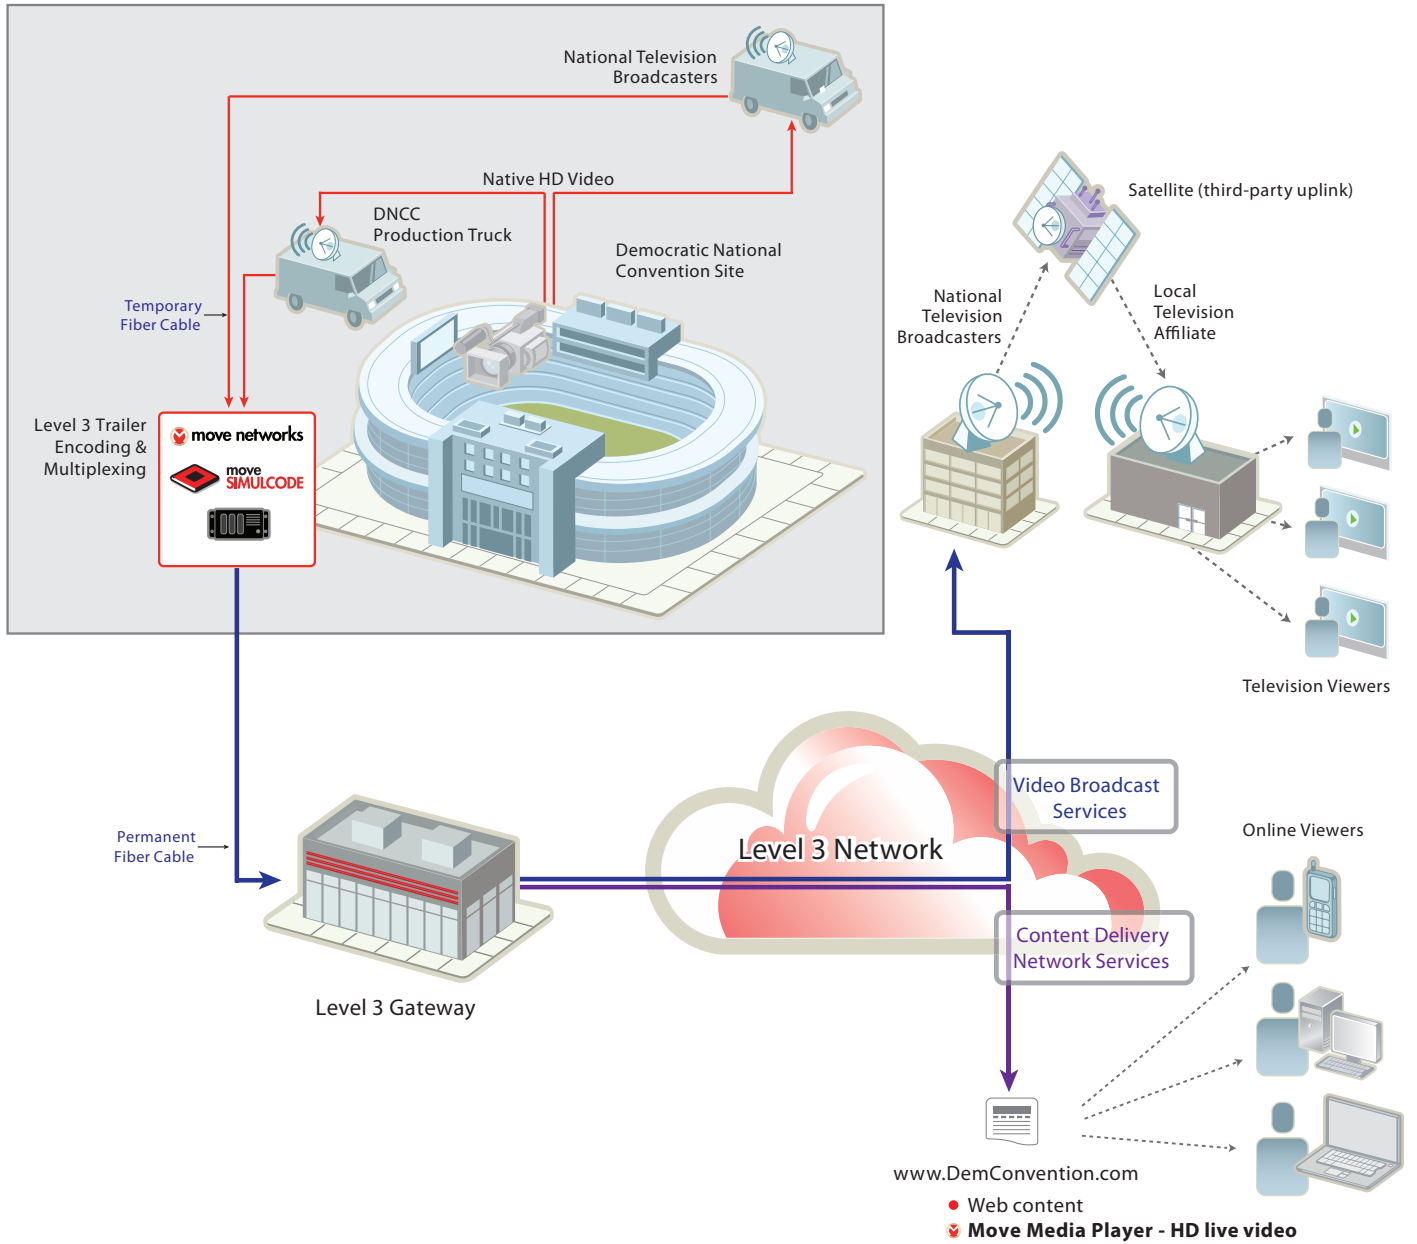 National Television
Broadcasters
Native HD Video
DNCC
Production Truck
Democratic National
Convention Site
Temporary
Fiber Cable
Level 3 Trailer
Encoding &
Multiplexing
move networks
move
SIMULCODE
Satellite (third-party uplink)
National
Television
Broadcasters
Local
Television
Affiliate
Television Viewers
Permanent
Fiber Cable
Level 3 Gateway
Level 3 Network
Video Broadcast
Services
Content Delivery
Network Services
Online Viewers
www.DemConvention.com
• Web content
Move Media Player - HD live video